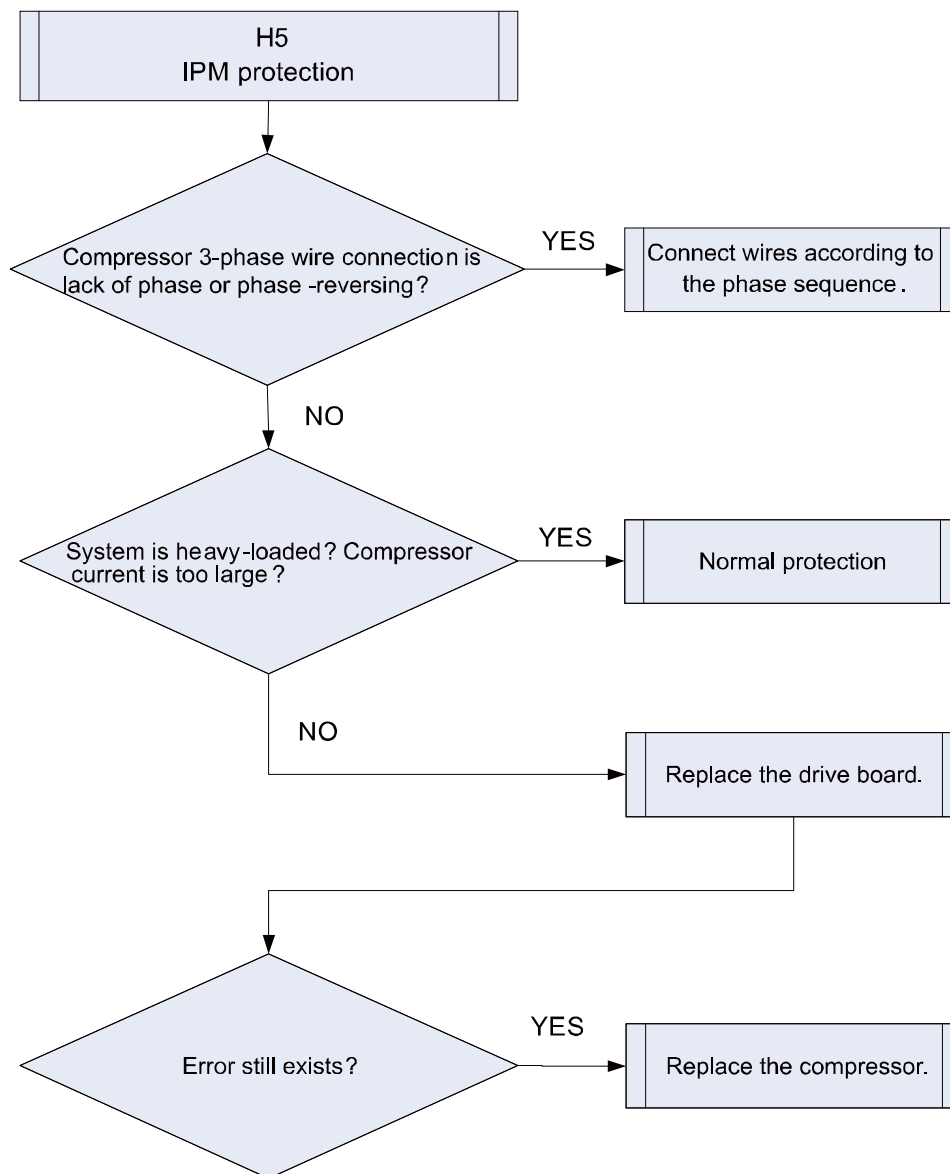 H5
IPM protection
Compressor 3-phase wire connection is
lack of phase or phase -reversing?
YES
Connect wires according to
the phase sequence.
NO
System is heavy-loaded? Compressor
current is too large?
YES
Normal protection
NO
Replace the drive board.
Error still exists?
YES
Replace the compressor.